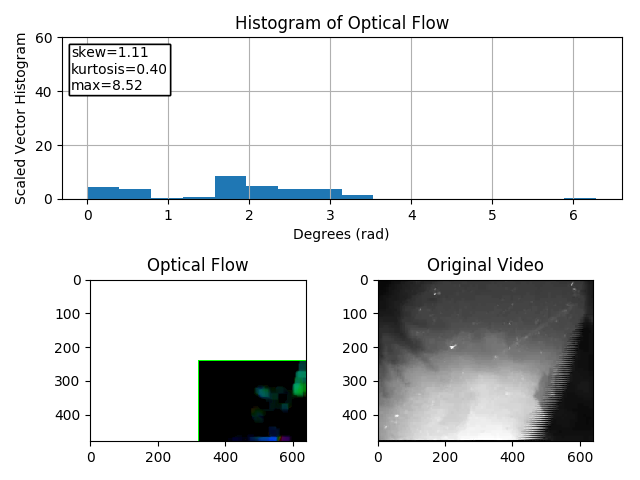 Histogram of Optical Flow
60
40
20
0
Scaled Vector Histogram
skew=1.11
kurtosis=0.40
max=8.52
0 1 2 3 4 5 6
Degrees (rad)
Optical Flow
0
100
200
300
400
0 200 400 600
Original Video
0
100
200
300
400
0 200 400 600